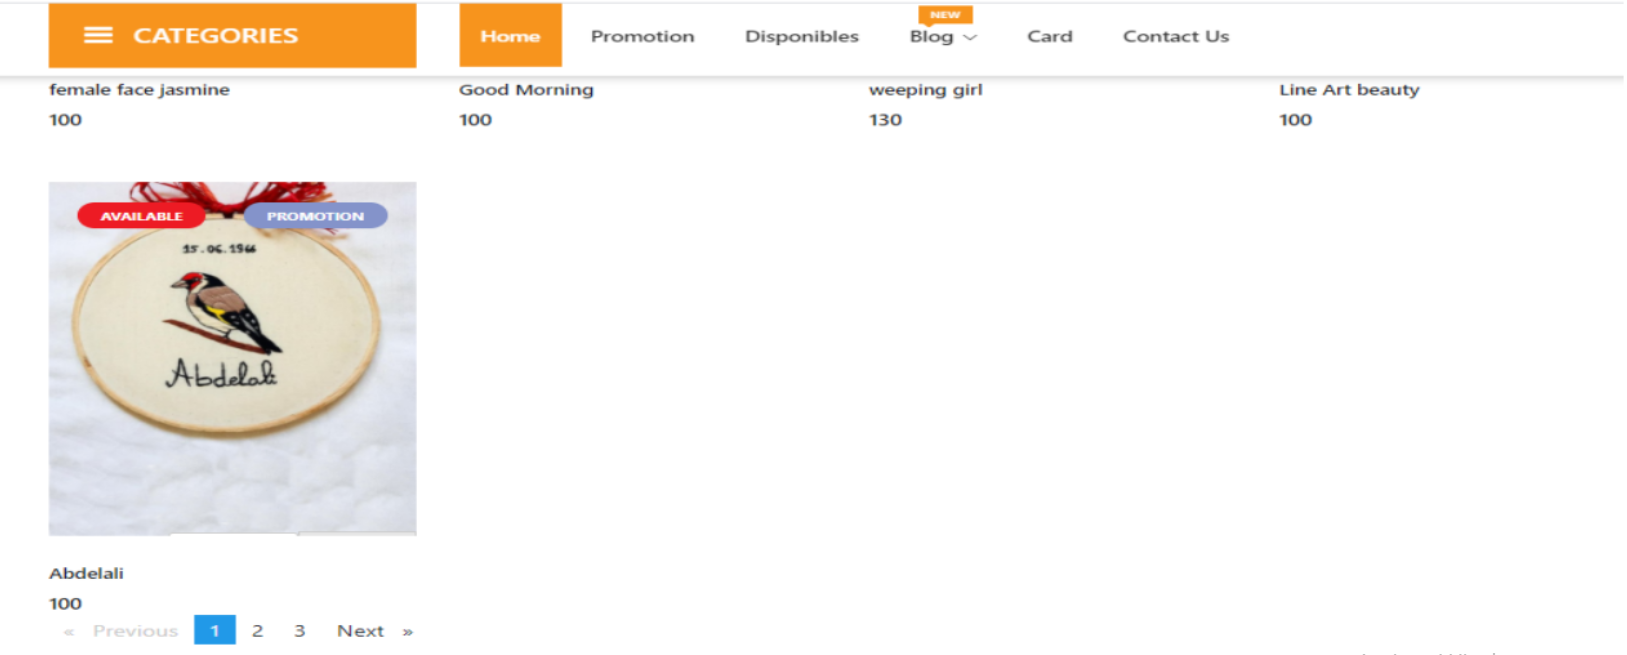 NEW
CATEGORIES
Home Promotion Disponibles Blog Card Contact Us
female face jasmine Good Morning weeping girl Line Art beauty
100 100 130 100
AVAILABLE PROMOTION
15.06.1966
Abdelali
Abdelali
100
« Previous 1 2 3 Next »